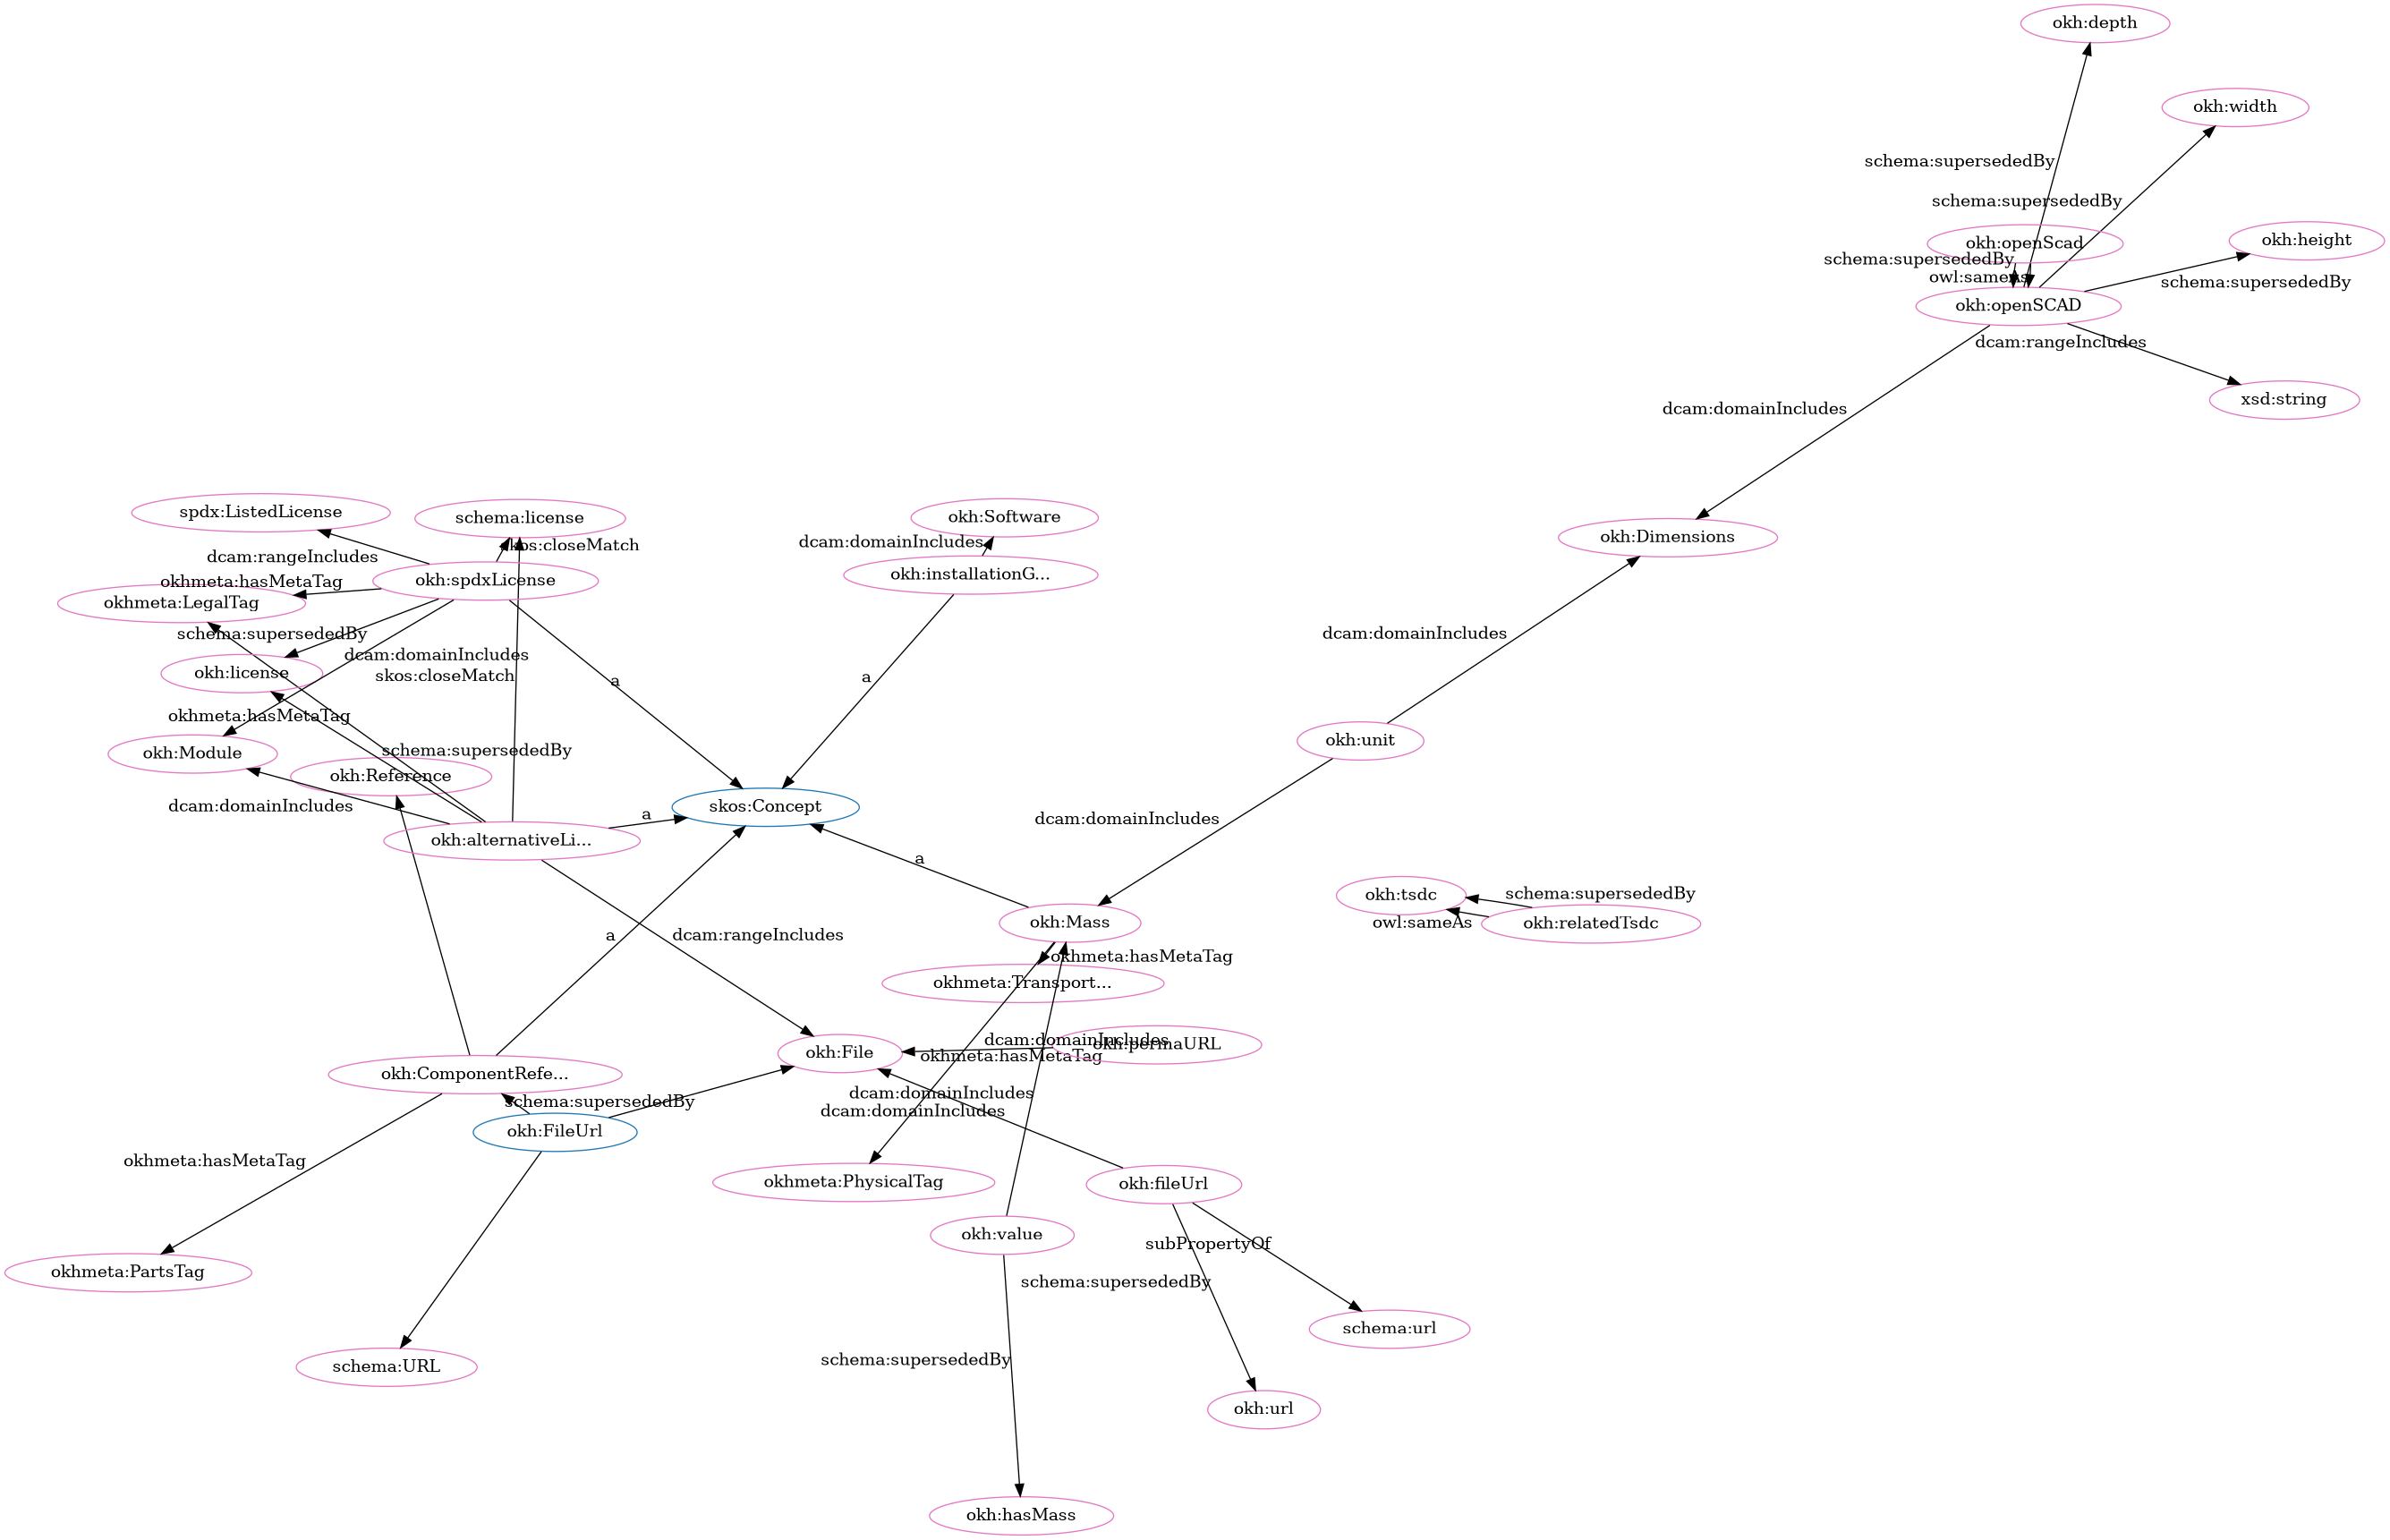 okh:depth
okh:width
schema:supersededBy
schema:supersededBy
okh:openScad
okh:height
schema:supersededBy
owl:sameAs
schema:supersededBy
okh:openSCAD
dcam:rangeIncludes
xsd:string
dcam:domainIncludes
spdx:ListedLicense
schema:license
okh:Software
okh:Dimensions
skos:closeMatch
dcam:domainIncludes
dcam:rangeIncludes
okh:installationG...
okhmeta:hasMetaTag
okh:spdxLicense
okhmeta:LegalTag
schema:supersededBy
dcam:domainIncludes
dcam:domainIncludes
okh:license
skos:closeMatch
a
a
okhmeta:hasMetaTag
okh:unit
okh:Module
schema:supersededBy
okh:Reference
dcam:domainIncludes
skos:Concept
a
dcam:domainIncludes
okh:alternativeLi...
a
okh:tsdc
schema:supersededBy
okh:Mass
owl:sameAs
okh:relatedTsdc
a
dcam:rangeIncludes
okhmeta:hasMetaTag
okhmeta:Transport...
okh:File
dcam:domainIncludes
okh:permaURL
okhmeta:hasMetaTag
okh:ComponentRefe...
schema:supersededBy
dcam:domainIncludes
dcam:domainIncludes
okh:FileUrl
okhmeta:hasMetaTag
okhmeta:PhysicalTag
okh:fileUrl
okh:value
subPropertyOf
okhmeta:PartsTag
schema:supersededBy
schema:url
schema:supersededBy
schema:URL
okh:url
okh:hasMass